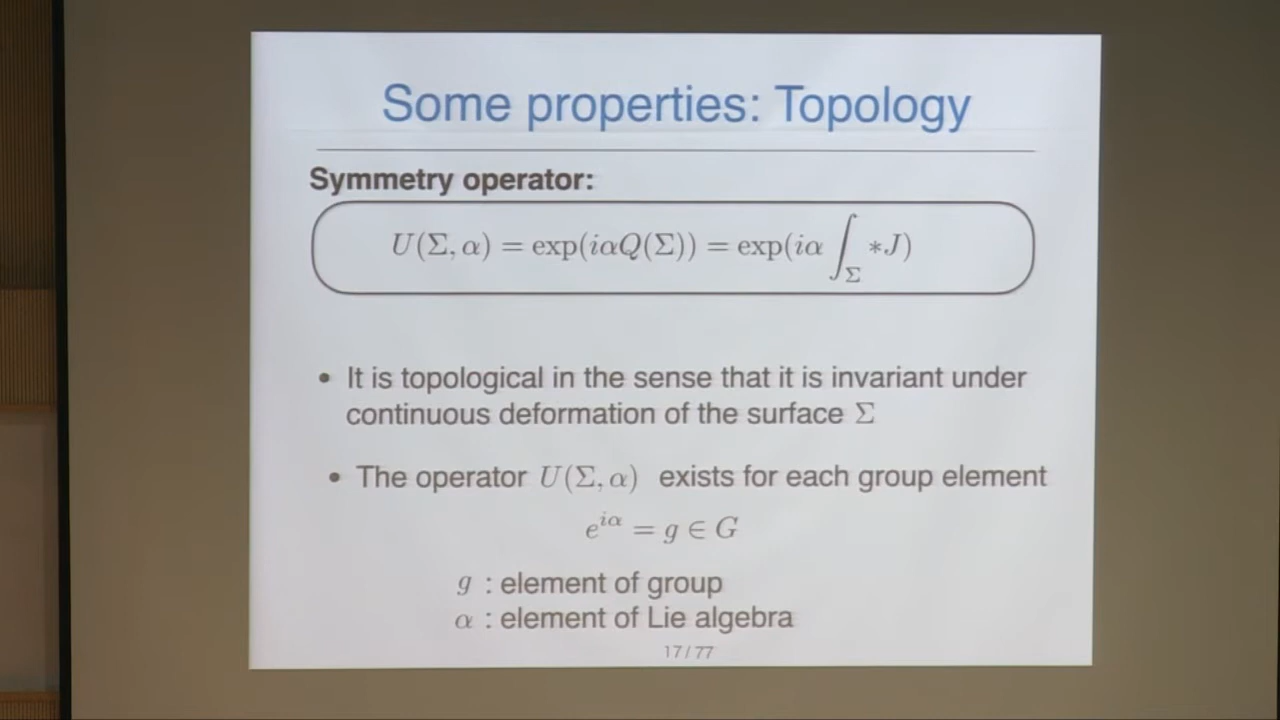 Some properties: Topology
Symmetry operator:
U(Σ, α) = exp(iαQ(Σ)) = exp(iα ∫_Σ *J)
• It is topological in the sense that it is invariant under
continuous deformation of the surface Σ
• The operator U(Σ, α) exists for each group element
e^{iα} = g ∈ G
g : element of group
α : element of Lie algebra
17 / 77